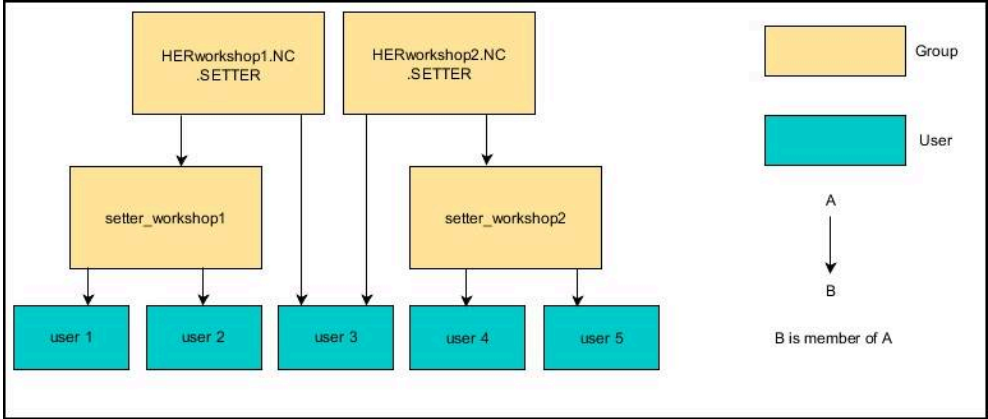 HERworkshop1.NC
.SETTER
HERworkshop2.NC
.SETTER
Group
User
setter_workshop1
setter_workshop2
A
B
user 1
user 2
user 3
user 4
user 5
B is member of A